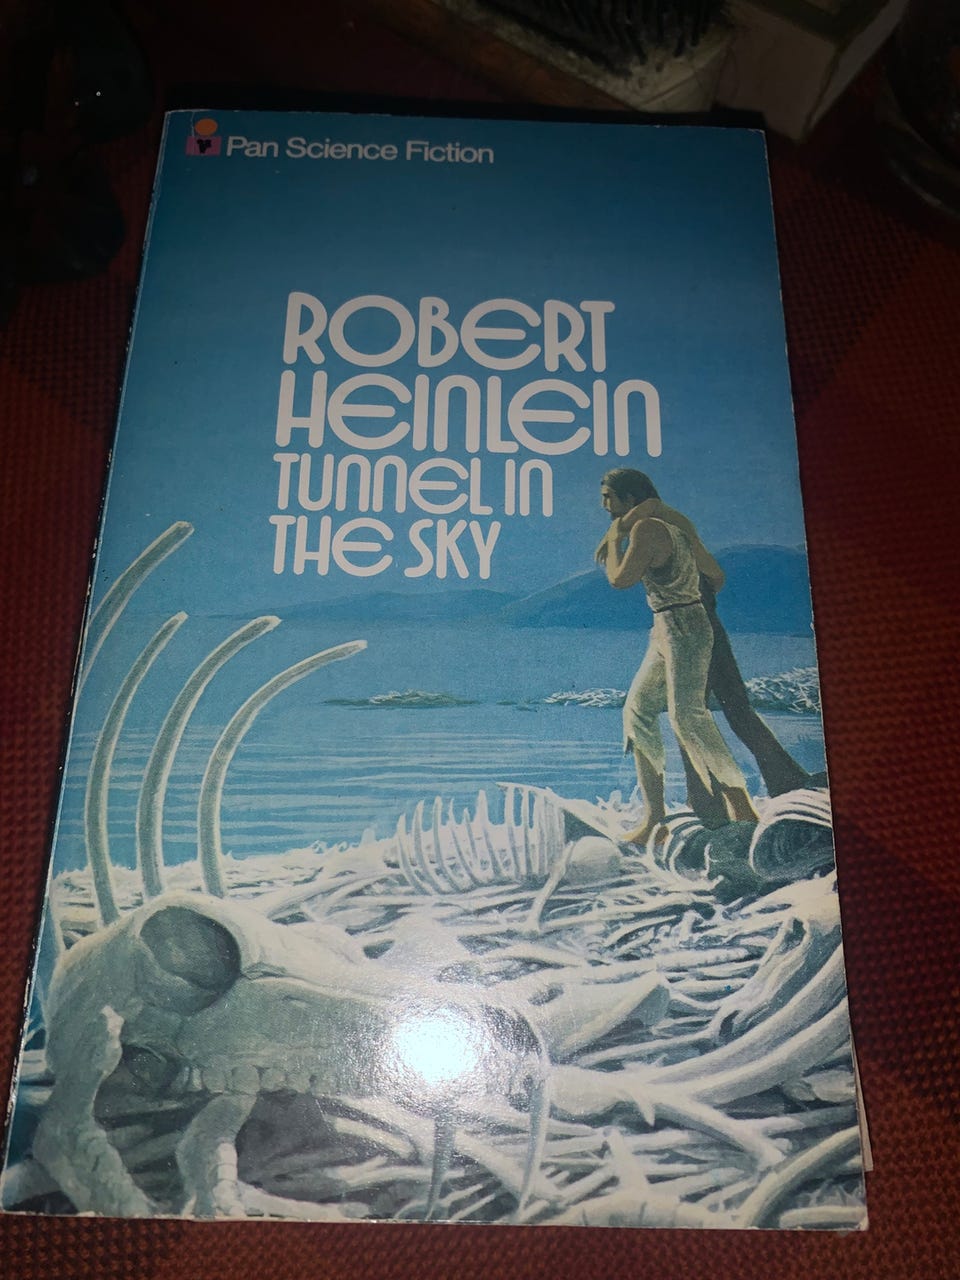 Pan Science Fiction
ROBERT
HEINLEIN
TUNNEL IN
THE SKY